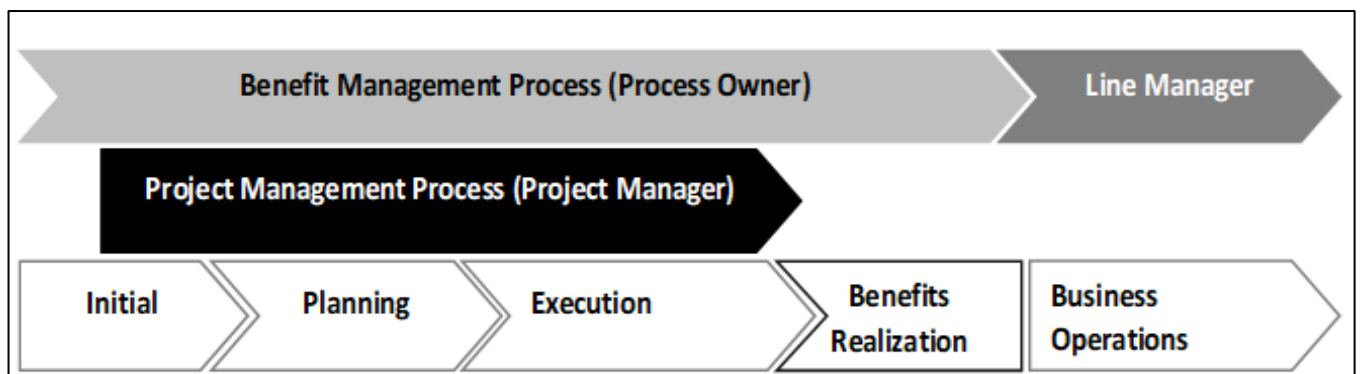 Benefit Management Process (Process Owner)
Line Manager
Project Management Process (Project Manager)
Initial
Planning
Execution
Benefits
Realization
Business
Operations